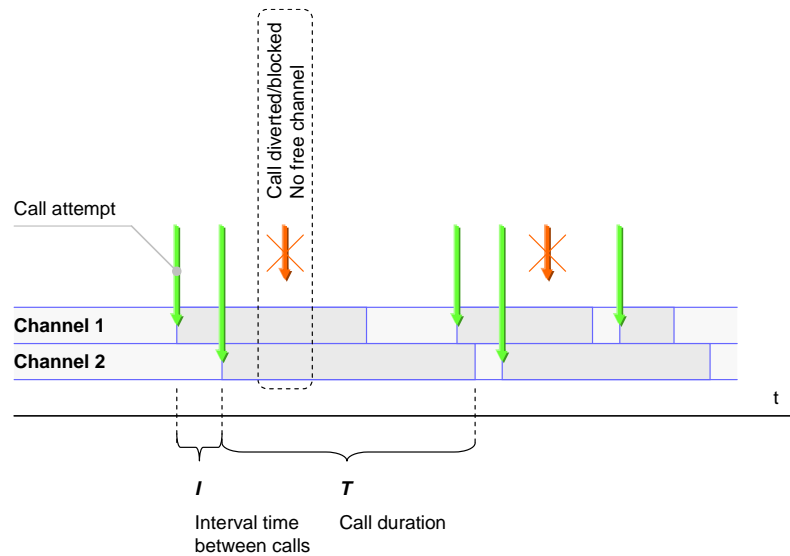 Call diverted/blocked
No free channel
Call attempt
Channel 1
Channel 2
t
I
T
Interval time
between calls
Call duration